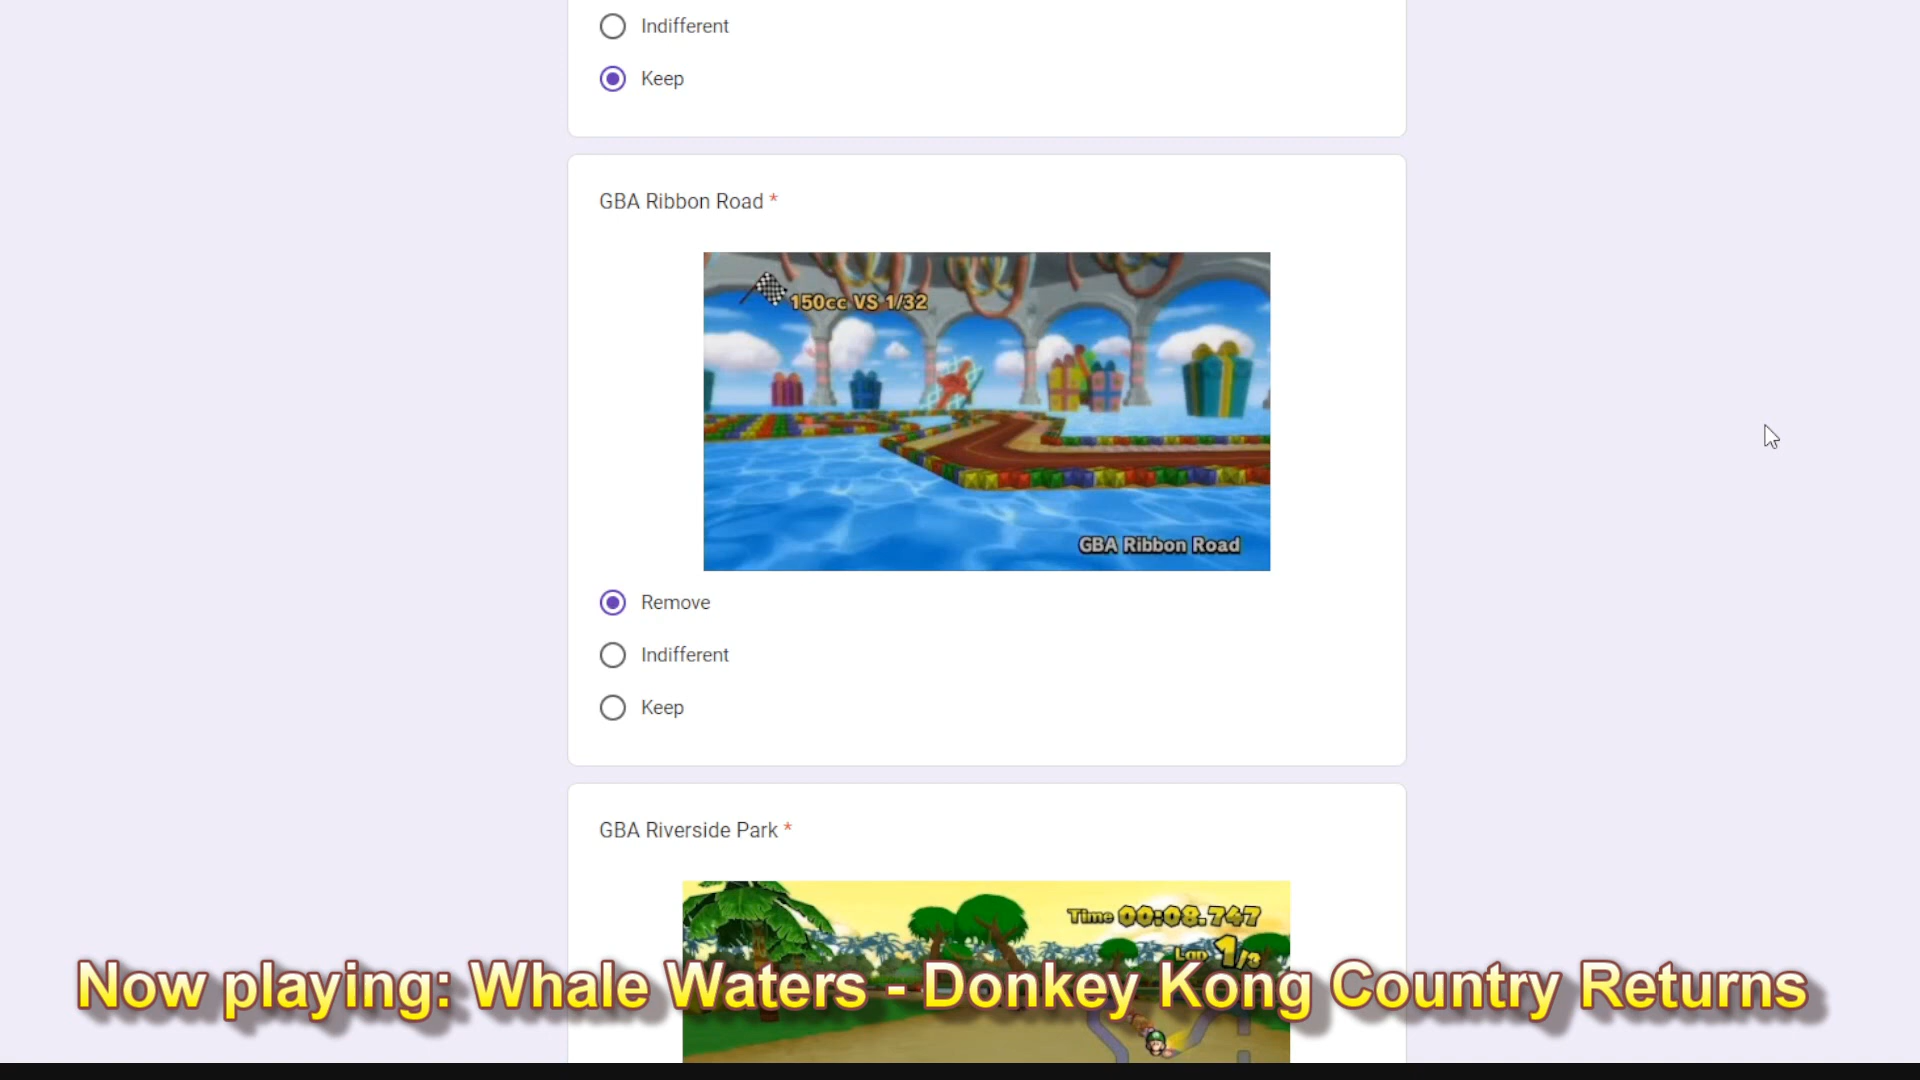 Indifferent
Keep
GBA Ribbon Road *
150cc VS 1/32
GBA Ribbon Road
Remove
Indifferent
Keep
GBA Riverside Park *
Time 00:08.747
Lap 1/3
Now playing: Whale Waters - Donkey Kong Country Returns